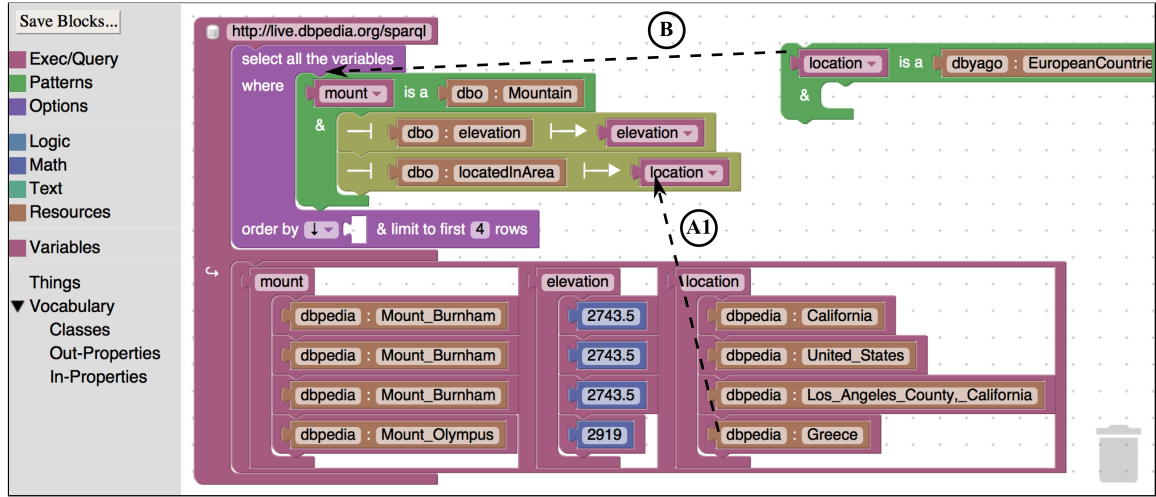 Save Blocks...
Exec/Query
Patterns
Options
Logic
Math
Text
Resources
Variables
Things
▼ Vocabulary
Classes
Out-Properties
In-Properties
http://live.dbpedia.org/sparql
select all the variables
where
mount ▾ is a dbo : Mountain
& dbo : elevation elevation ▾
dbo : locatedInArea location ▾
order by ↓ ▾ & limit to first 4 rows
B
location ▾ is a dbyago : EuropeanCountrie
&
A1
mount elevation location
dbpedia : Mount_Burnham 2743.5 dbpedia : California
dbpedia : Mount_Burnham 2743.5 dbpedia : United_States
dbpedia : Mount_Burnham 2743.5 dbpedia : Los_Angeles_County,_California
dbpedia : Mount_Olympus 2919 dbpedia : Greece